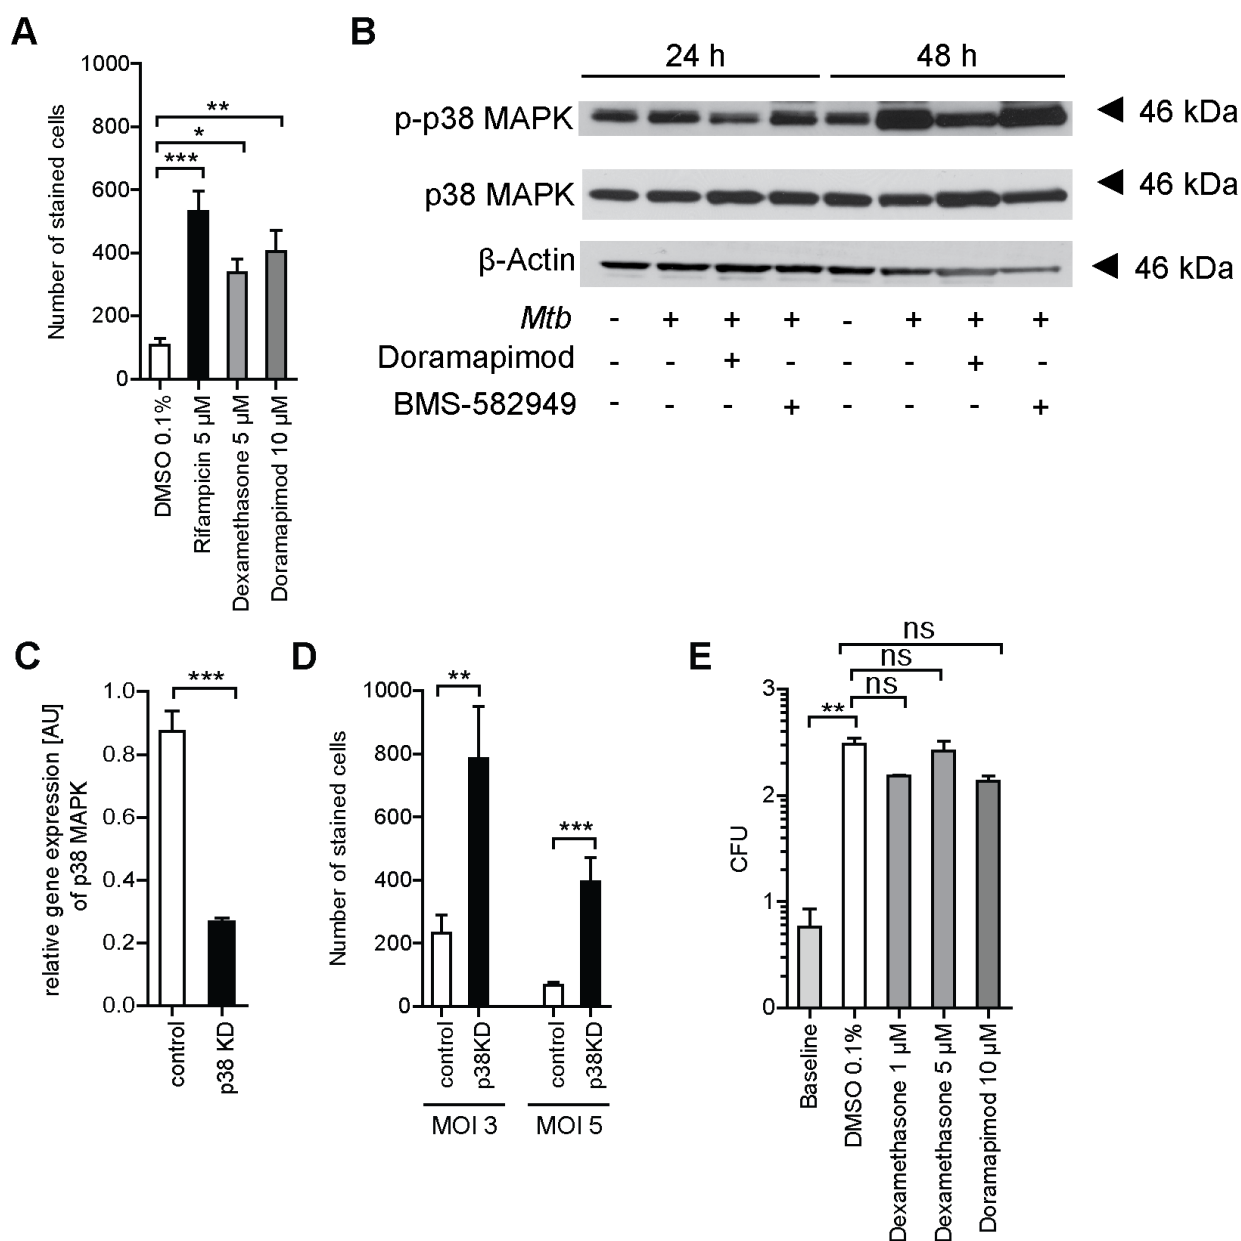 A
1000
800
600
400
200
0
Number of stained cells
**
*
***
DMSO 0.1%
Rifampicin 5 µM
Dexamethasone 5 µM
Doramapimod 10 µM
B
24 h
48 h
p-p38 MAPK
46 kDa
p38 MAPK
46 kDa
β-Actin
46 kDa
Mtb - + + + - + + +
Doramapimod - - + - - - + -
BMS-582949 - - - + - - - +
C
1.0
0.8
0.6
0.4
0.2
0.0
relative gene expression [AU]
of p38 MAPK
***
control
p38 KD
D
1000
800
600
400
200
0
Number of stained cells
**
***
control
p38KD
control
p38KD
MOI 3
MOI 5
E
3
2
1
0
CFU
ns
ns
ns
**
Baseline
DMSO 0.1%
Dexamethasone 1 µM
Dexamethasone 5 µM
Doramapimod 10 µM